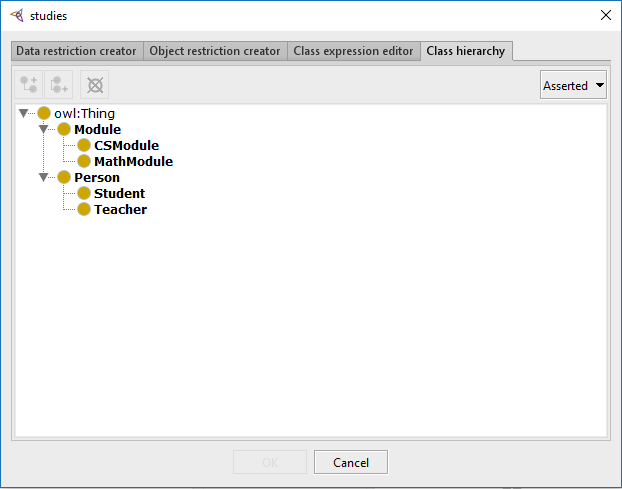 studies
Data restriction creator Object restriction creator Class expression editor Class hierarchy
Asserted
owl:Thing
Module
CSModule
MathModule
Person
Student
Teacher
OK Cancel